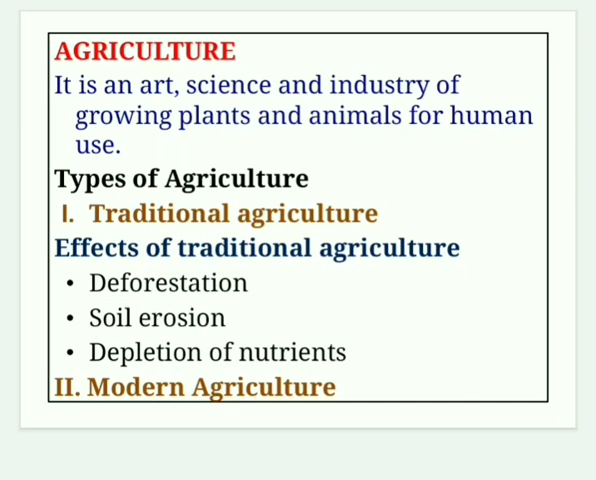 AGRICULTURE
It is an art, science and industry of
growing plants and animals for human
use.
Types of Agriculture
I. Traditional agriculture
Effects of traditional agriculture
• Deforestation
• Soil erosion
• Depletion of nutrients
II. Modern Agriculture